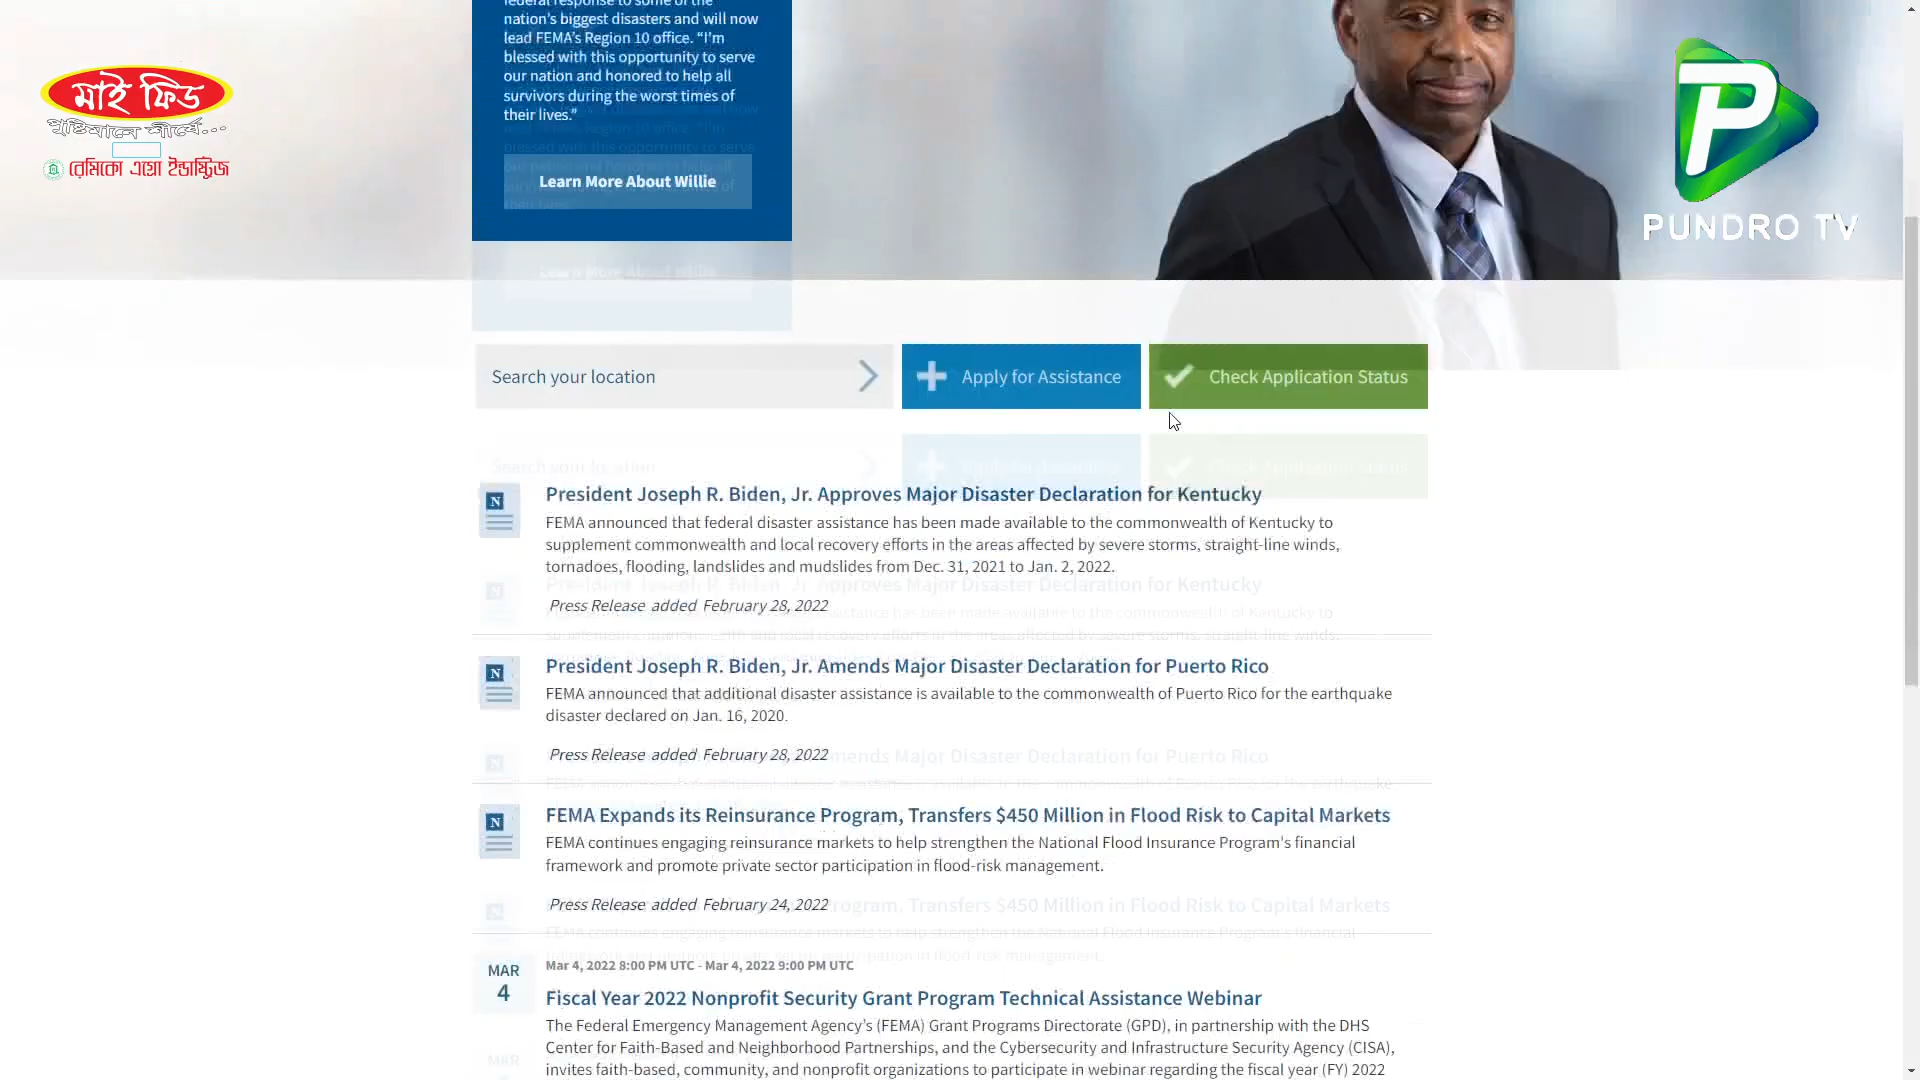 federal response to some of the
nation's biggest disasters and will now
lead FEMA's Region 10 office. “I'm
blessed with this opportunity to serve
our nation and honored to help all
survivors during the worst times of
their lives.”
Learn More About Willie
মাই ফিড
পুষ্টিমানে শীর্ষে...
রেমিকো এগ্রো ইন্ডাস্ট্রিজ
P
PUNDRO TV
Search your location
Apply for Assistance
Check Application Status
N
President Joseph R. Biden, Jr. Approves Major Disaster Declaration for Kentucky
FEMA announced that federal disaster assistance has been made available to the commonwealth of Kentucky to
supplement commonwealth and local recovery efforts in the areas affected by severe storms, straight-line winds,
tornadoes, flooding, landslides and mudslides from Dec. 31, 2021 to Jan. 2, 2022.
Press Release added February 28, 2022
N
President Joseph R. Biden, Jr. Amends Major Disaster Declaration for Puerto Rico
FEMA announced that additional disaster assistance is available to the commonwealth of Puerto Rico for the earthquake
disaster declared on Jan. 16, 2020.
Press Release added February 28, 2022
N
FEMA Expands its Reinsurance Program, Transfers $450 Million in Flood Risk to Capital Markets
FEMA continues engaging reinsurance markets to help strengthen the National Flood Insurance Program's financial
framework and promote private sector participation in flood-risk management.
Press Release added February 24, 2022
MAR
4
Mar 4, 2022 8:00 PM UTC - Mar 4, 2022 9:00 PM UTC
Fiscal Year 2022 Nonprofit Security Grant Program Technical Assistance Webinar
The Federal Emergency Management Agency's (FEMA) Grant Programs Directorate (GPD), in partnership with the DHS
Center for Faith-Based and Neighborhood Partnerships, and the Cybersecurity and Infrastructure Security Agency (CISA),
invites faith-based, community, and nonprofit organizations to participate in webinar regarding the fiscal year (FY) 2022